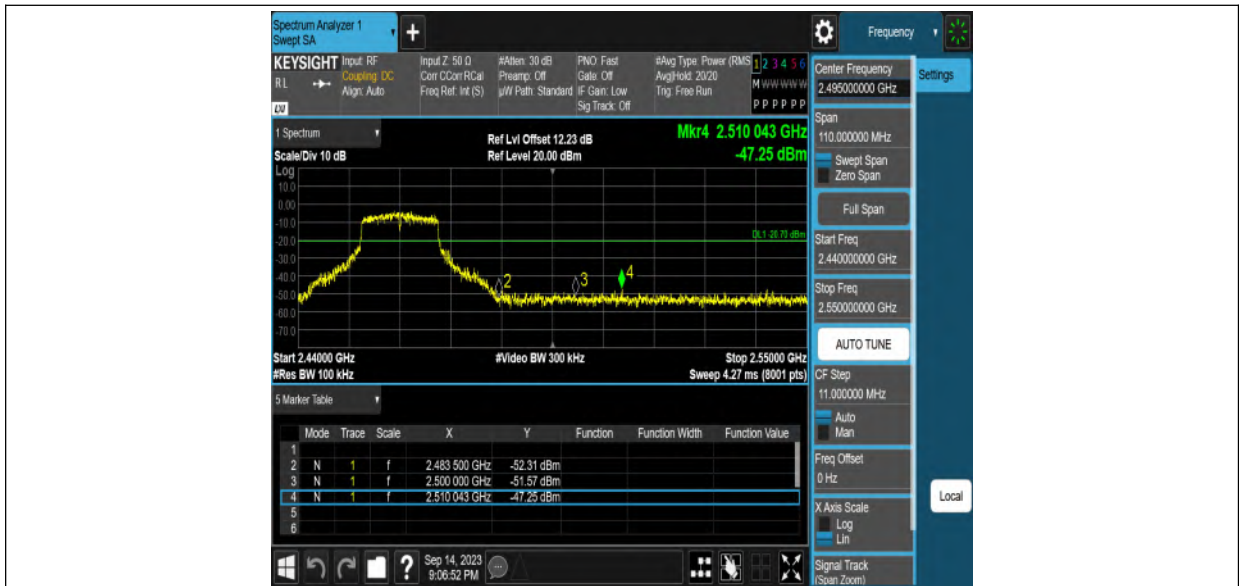 Spectrum Analyzer 1
Swept SA
+
Frequency
KEYSIGHT
R L
LXI
Input: RF
Coupling: DC
Align: Auto
Input Z: 50 Ω
Corr CCorr RCal
Freq Ref: Int (S)
#Atten: 30 dB
Preamp: Off
µW Path: Standard
PNO: Fast
Gate: Off
IF Gain: Low
Sig Track: Off
#Avg Type: Power (RMS
Avg|Hold: 20/20
Trig: Free Run
1 2 3 4 5 6
M W W W W W
P P P P P P
Center Frequency
2.495000000 GHz
Settings
Span
110.000000 MHz
Swept Span
Zero Span
Full Span
Start Freq
2.440000000 GHz
Stop Freq
2.550000000 GHz
AUTO TUNE
CF Step
11.000000 MHz
Auto
Man
Freq Offset
0 Hz
X Axis Scale
Log
Lin
Signal Track
(Span Zoom)
Local
1 Spectrum
Scale/Div 10 dB
Ref Lvl Offset 12.23 dB
Ref Level 20.00 dBm
Mkr4 2.510 043 GHz
-47.25 dBm
Log
10.0
0.00
-10.0
-20.0
-30.0
-40.0
-50.0
-60.0
-70.0
DL1 -20.70 dBm
2
3
4
Start 2.44000 GHz
#Res BW 100 kHz
#Video BW 300 kHz
Stop 2.55000 GHz
Sweep 4.27 ms (8001 pts)
5 Marker Table
Mode Trace Scale X Y Function Function Width Function Value
1
2 N 1 f 2.483 500 GHz -52.31 dBm
3 N 1 f 2.500 000 GHz -51.57 dBm
4 N 1 f 2.510 043 GHz -47.25 dBm
5
6
?
Sep 14, 2023
9:06:52 PM